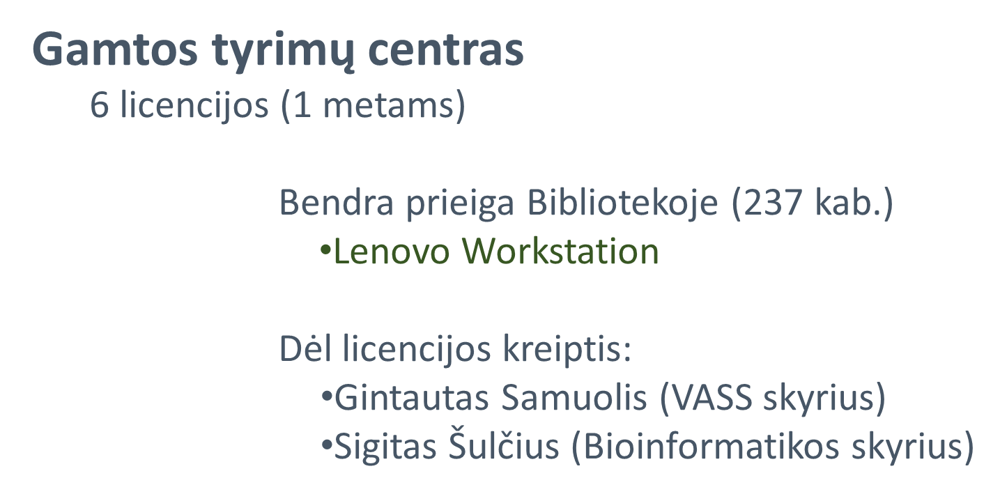 Gamtos tyrimų centras
6 licencijos (1 metams)
Bendra prieiga Bibliotekoje (237 kab.)
•Lenovo Workstation
Dėl licencijos kreiptis:
•Gintautas Samuolis (VASS skyrius)
•Sigitas Šulčius (Bioinformatikos skyrius)